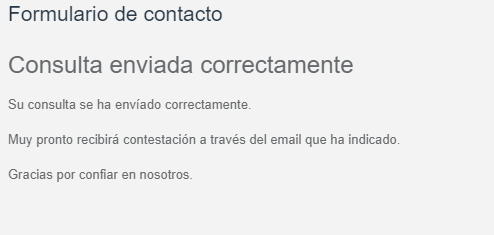 Formulario de contacto
Consulta enviada correctamente
Su consulta se ha envíado correctamente.
Muy pronto recibirá contestación a través del email que ha indicado.
Gracias por confiar en nosotros.